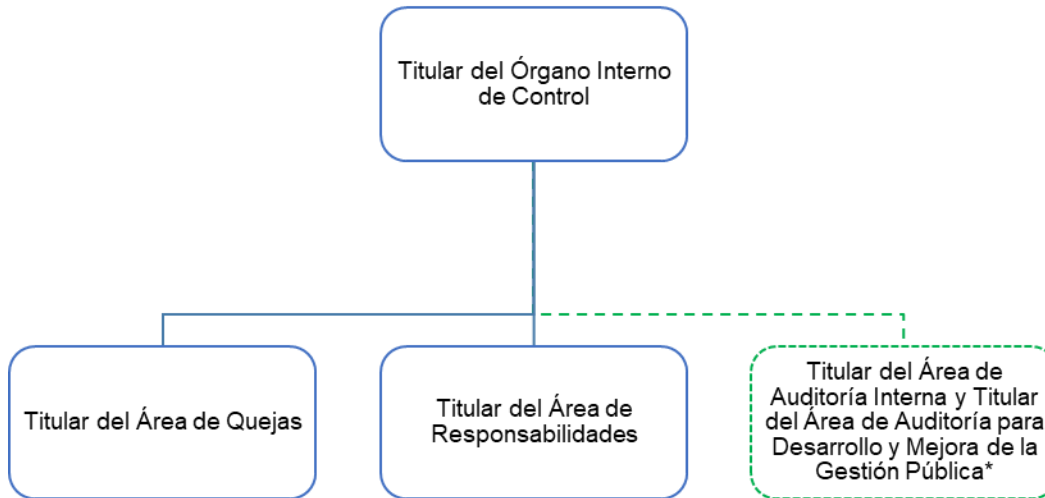 Titular del Órgano Interno
de Control
Titular del Área de Quejas
Titular del Área de
Responsabilidades
Titular del Área de
Auditoría Interna y Titular
del Área de Auditoría para
Desarrollo y Mejora de la
Gestión Pública*